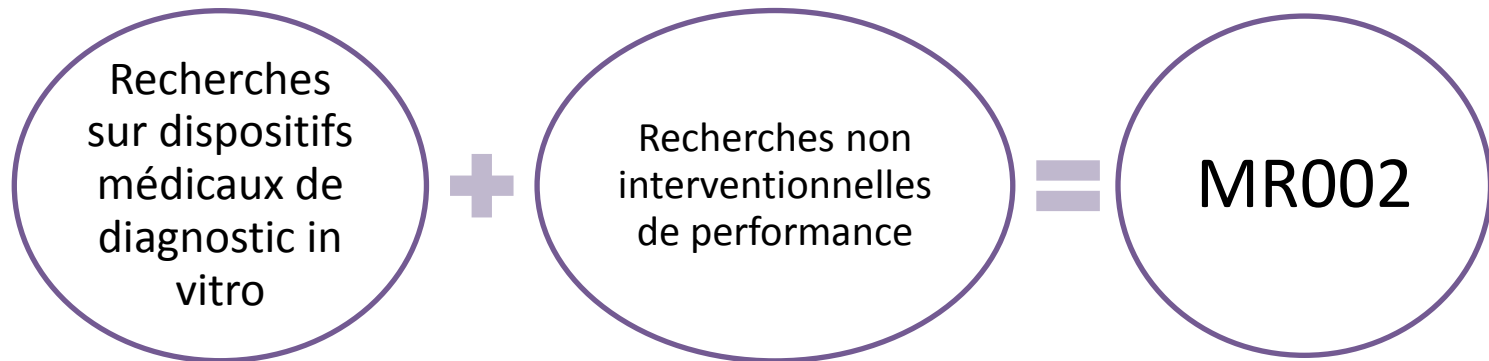 Recherches
sur dispositifs
médicaux de
diagnostic in
vitro
Recherches non
interventionnelles
de performance
MR002